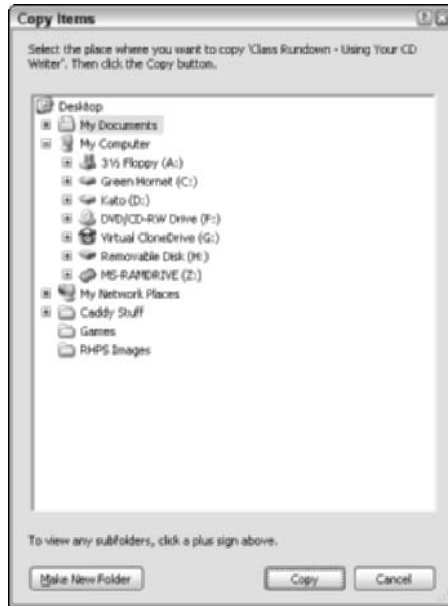 Copy Items
Select the place where you want to copy 'Class Rundown - Using Your CD
Writer'. Then click the Copy button.
Desktop
My Documents
My Computer
3½ Floppy (A:)
Green Hornet (C:)
Kato (D:)
DVD/CD-RW Drive (F:)
Virtual CloneDrive (G:)
Removable Disk (H:)
MS-RAMDRIVE (Z:)
My Network Places
Caddy Stuff
Games
RHPS Images
To view any subfolders, click a plus sign above.
Make New Folder
Copy
Cancel